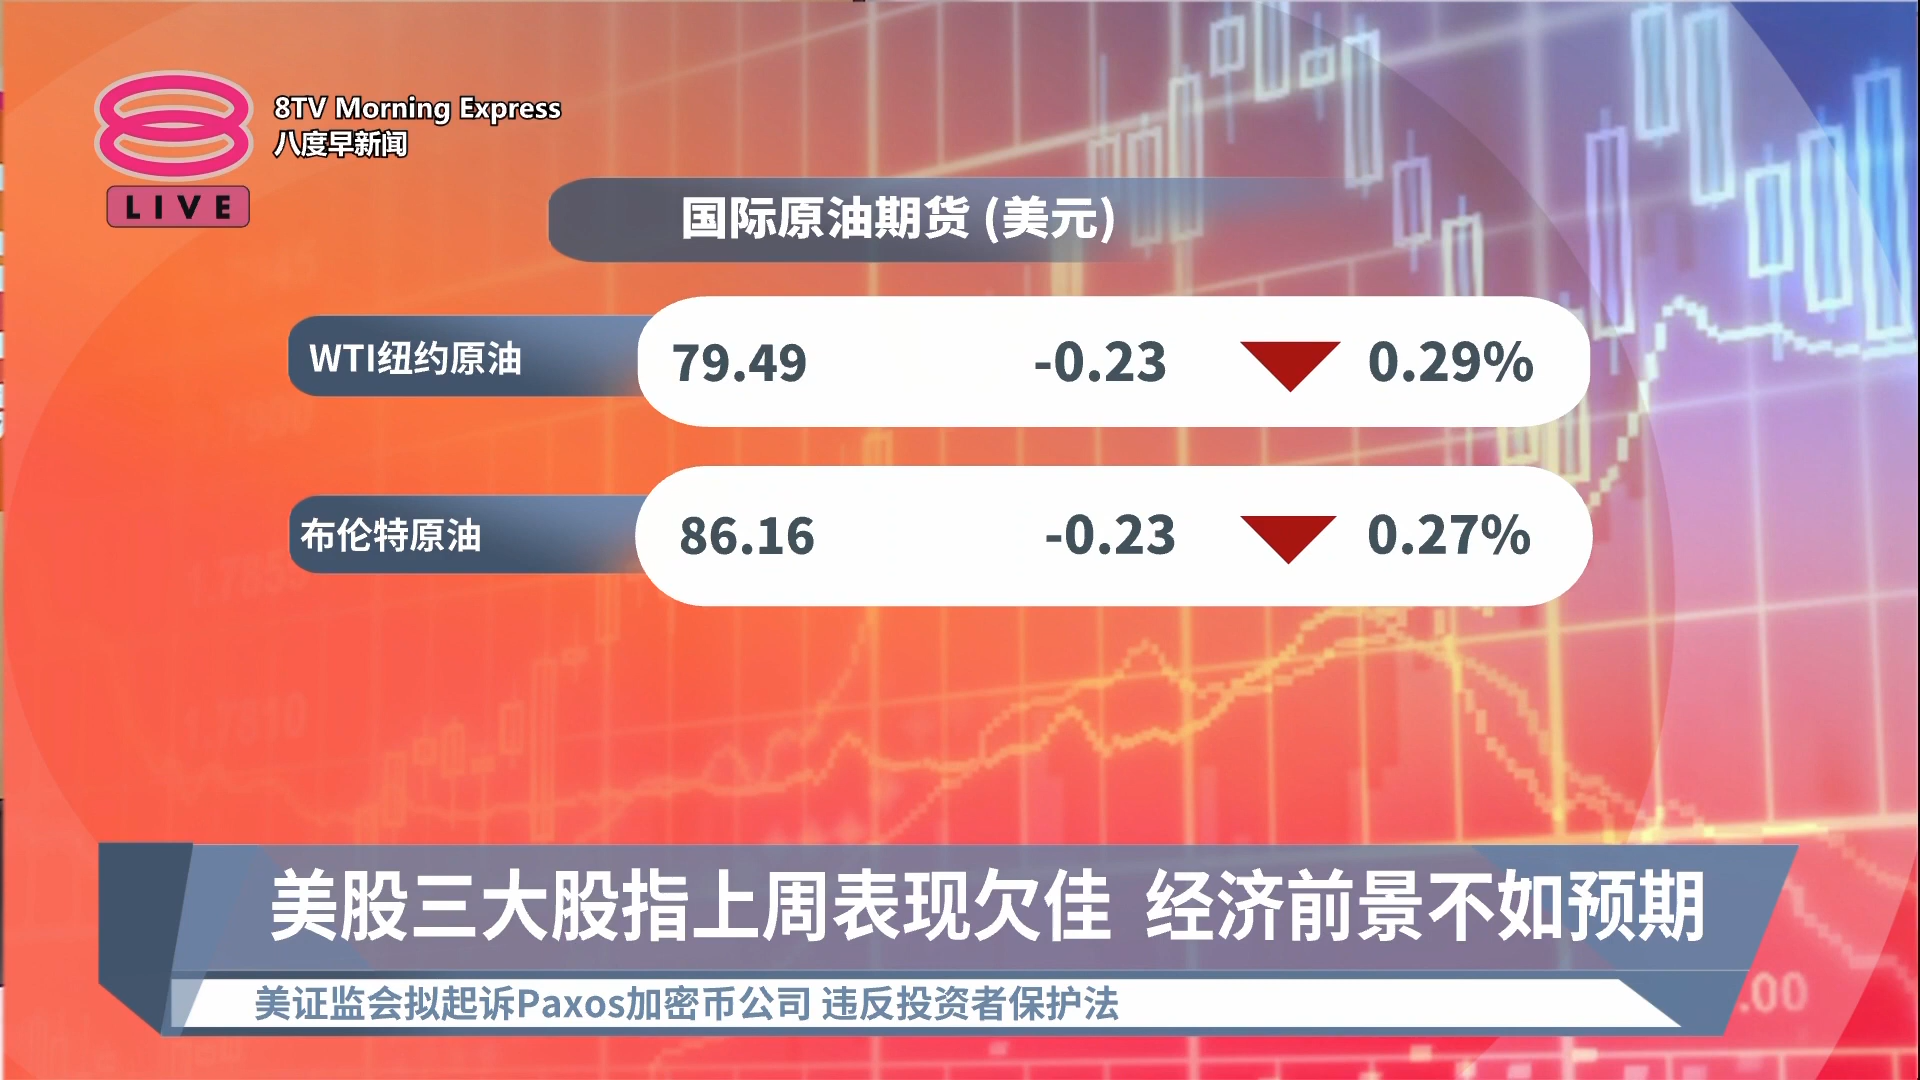 8TV Morning Express
八度早新闻
LIVE
国际原油期货 (美元)
WTI纽约原油 79.49 -0.23 0.29%
布伦特原油 86.16 -0.23 0.27%
美股三大股指上周表现欠佳 经济前景不如预期
美证监会拟起诉Paxos加密币公司 违反投资者保护法
1.7810
.00